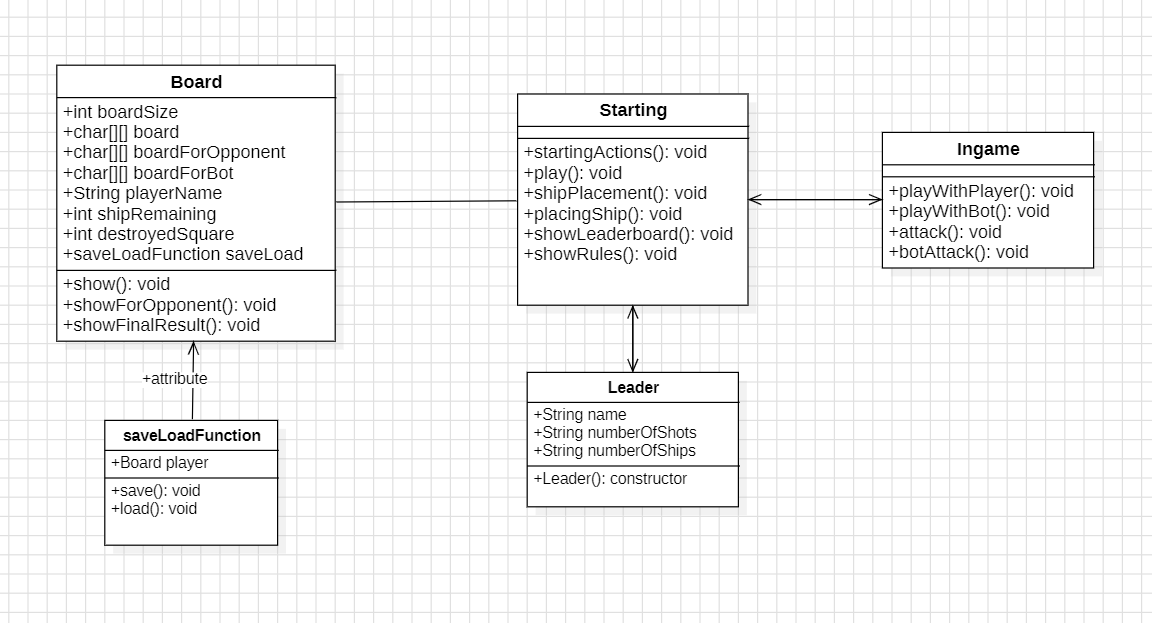 Board
+int boardSize
+char[][] board
+char[][] boardForOpponent
+char[][] boardForBot
+String playerName
+int shipRemaining
+int destroyedSquare
+saveLoadFunction saveLoad
+show(): void
+showForOpponent(): void
+showFinalResult(): void
+attribute
saveLoadFunction
+Board player
+save(): void
+load(): void
Starting
+startingActions(): void
+play(): void
+shipPlacement(): void
+placingShip(): void
+showLeaderboard(): void
+showRules(): void
Leader
+String name
+String numberOfShots
+String numberOfShips
+Leader(): constructor
Ingame
+playWithPlayer(): void
+playWithBot(): void
+attack(): void
+botAttack(): void